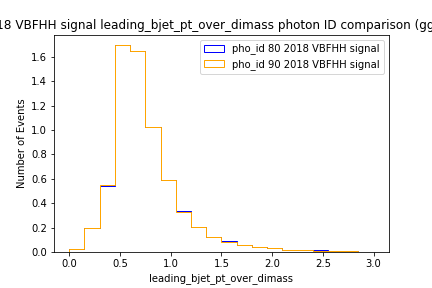 18 VBFHH signal leading_bjet_pt_over_dimass photon ID comparison (gg
pho_id 80 2018 VBFHH signal
pho_id 90 2018 VBFHH signal
Number of Events
1.6
1.4
1.2
1.0
0.8
0.6
0.4
0.2
0.0
0.0 0.5 1.0 1.5 2.0 2.5 3.0
leading_bjet_pt_over_dimass